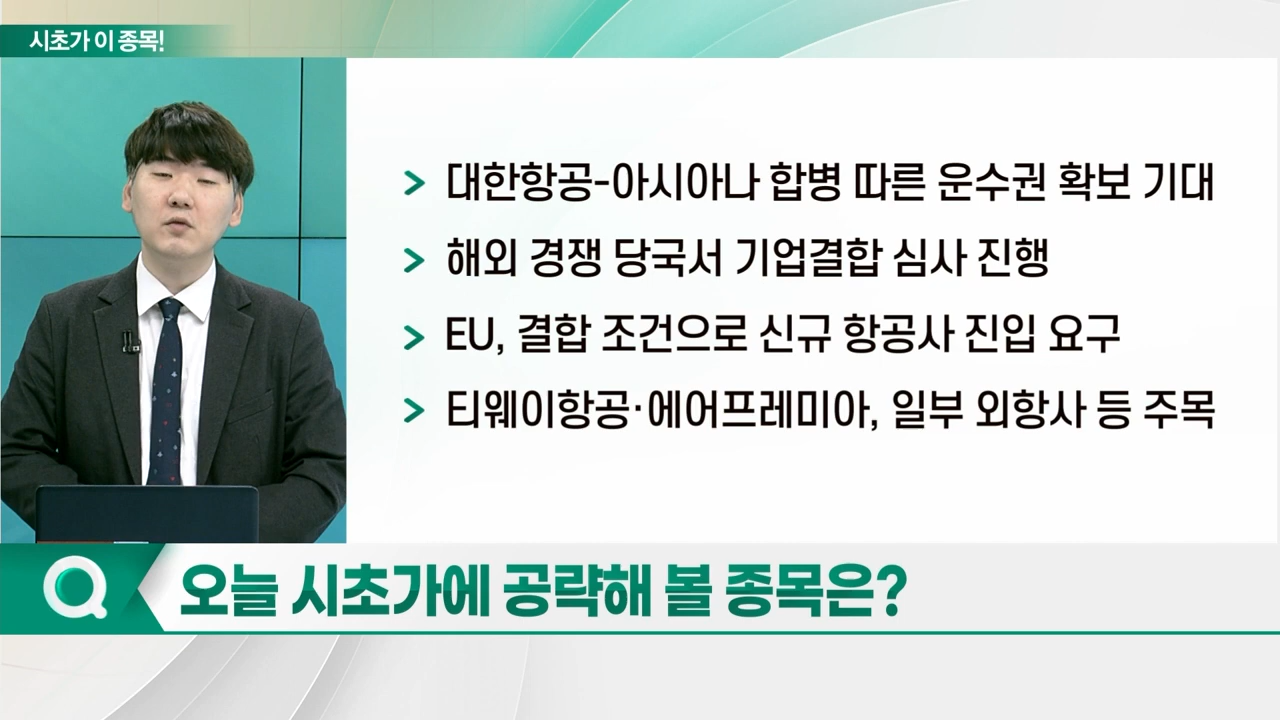 시초가 이 종목!
> 대한항공-아시아나 합병 따른 운수권 확보 기대
> 해외 경쟁 당국서 기업결합 심사 진행
> EU, 결합 조건으로 신규 항공사 진입 요구
> 티웨이항공·에어프레미아, 일부 외항사 등 주목
오늘 시초가에 공략해 볼 종목은?